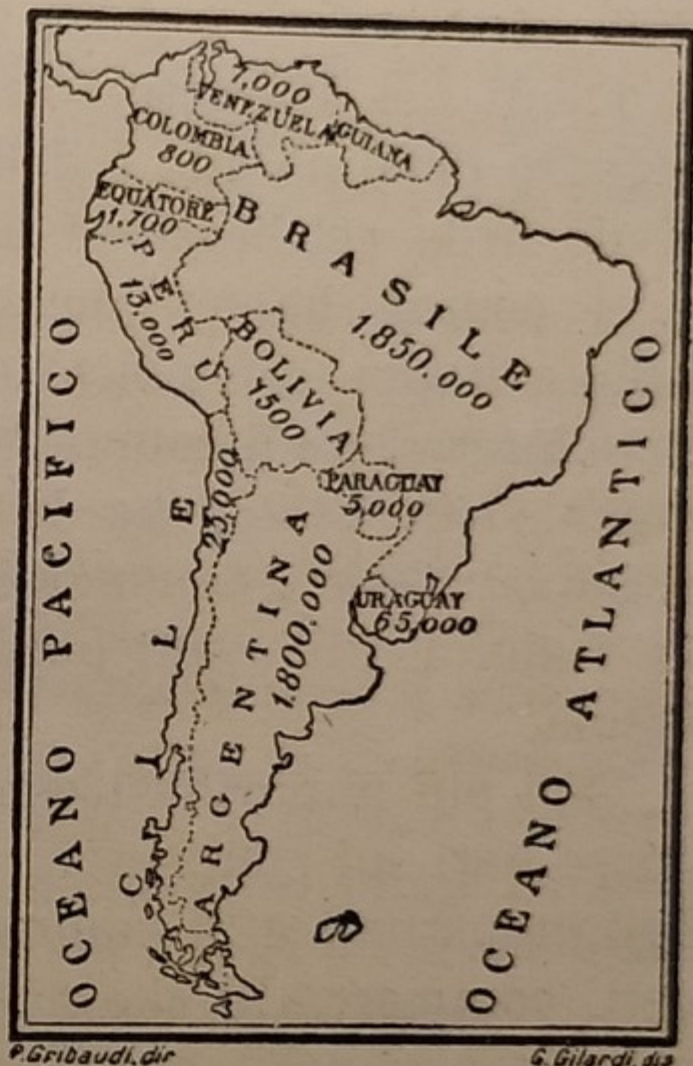 7,000
VENEZUELA
GUIANA
COLOMBIA
800
EQUATORE
1,700
BRASILE
1.850.000
PERU
13.000
BOLIVIA
1500
PARAGUAY
5,000
CILE
25,000
ARGENTINA
1.800.000
URAGUAY
65,000
OCEANO PACIFICO
OCEANO ATLANTICO
P. Gribaudi, dir
G. Gilardi, dis